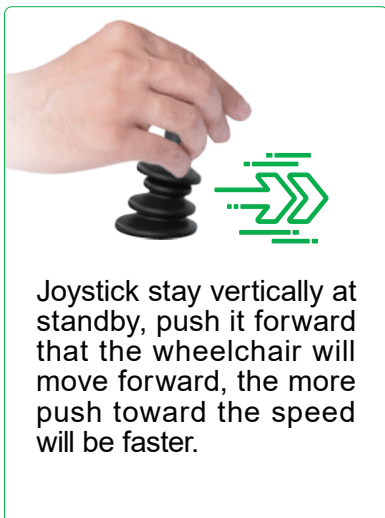 Joystick stay vertically at
standby, push it forward
that the wheelchair will
move forward, the more
push toward the speed
will be faster.